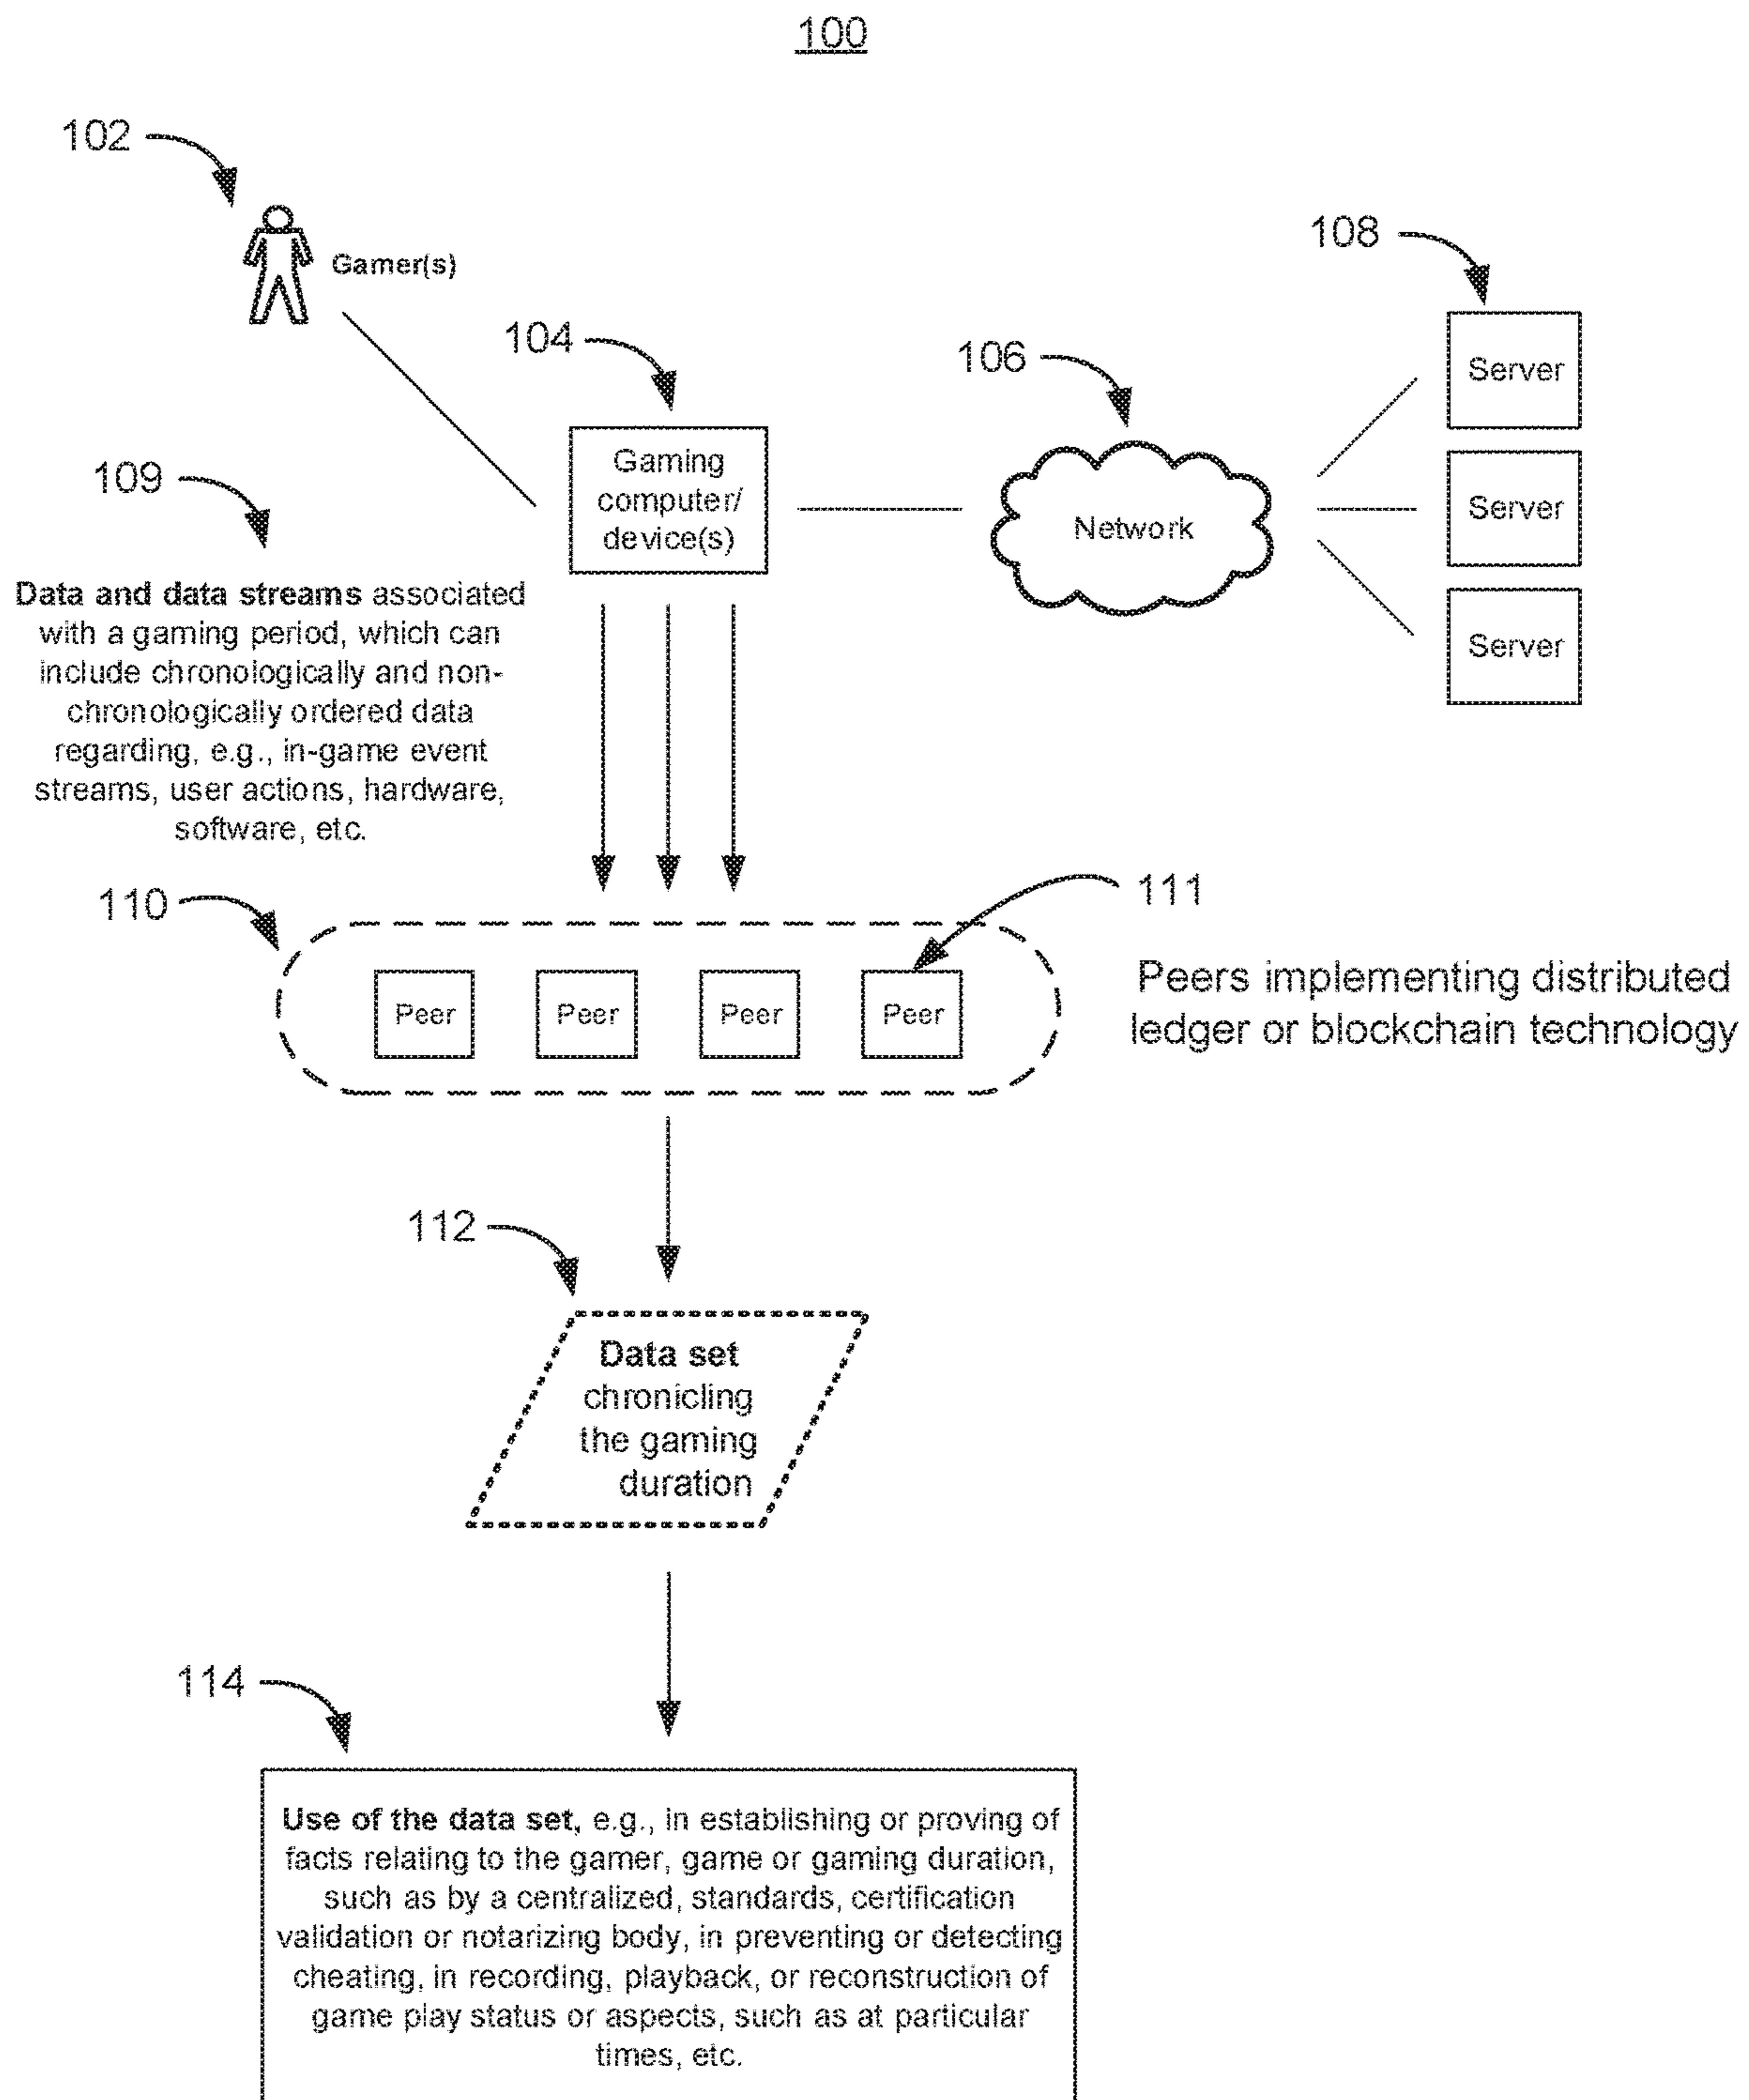 100
102
Gamer(s)
108
104
106
Server
Gaming
computer/
device(s)
Network
Server
Server
109
Data and data streams associated
with a gaming period, which can
include chronologically and non-
chronologically ordered data
regarding, e.g., in-game event
streams, user actions, hardware,
software, etc.
110
111
Peer
Peer
Peer
Peer
Peers implementing distributed
ledger or blockchain technology
112
Data set
chronicling
the gaming
duration
114
Use of the data set, e.g., in establishing or proving of
facts relating to the gamer, game or gaming duration,
such as by a centralized, standards, certification
validation or notarizing body, in preventing or detecting
cheating, in recording, playback, or reconstruction of
game play status or aspects, such as at particular
times, etc.